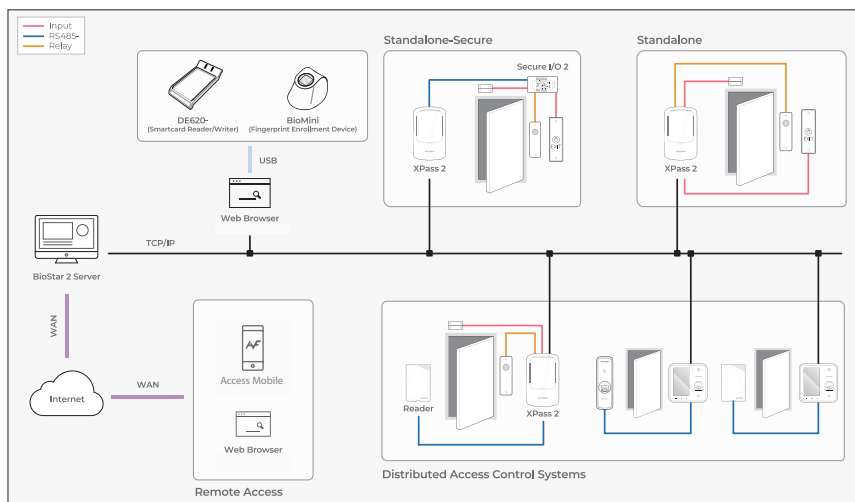 Input
RS485-
Relay
DE620-
(Smartcard Reader/Writer)
BioMini
(Fingerprint Enrollment Device)
USB
Web Browser
Standalone-Secure
Secure I/O 2
EXIT
XPass 2
Standalone
EXIT
XPass 2
TCP/IP
BioStar 2 Server
WAN
Internet
WAN
Access Mobile
Web Browser
Remote Access
Reader
XPass 2
Distributed Access Control Systems